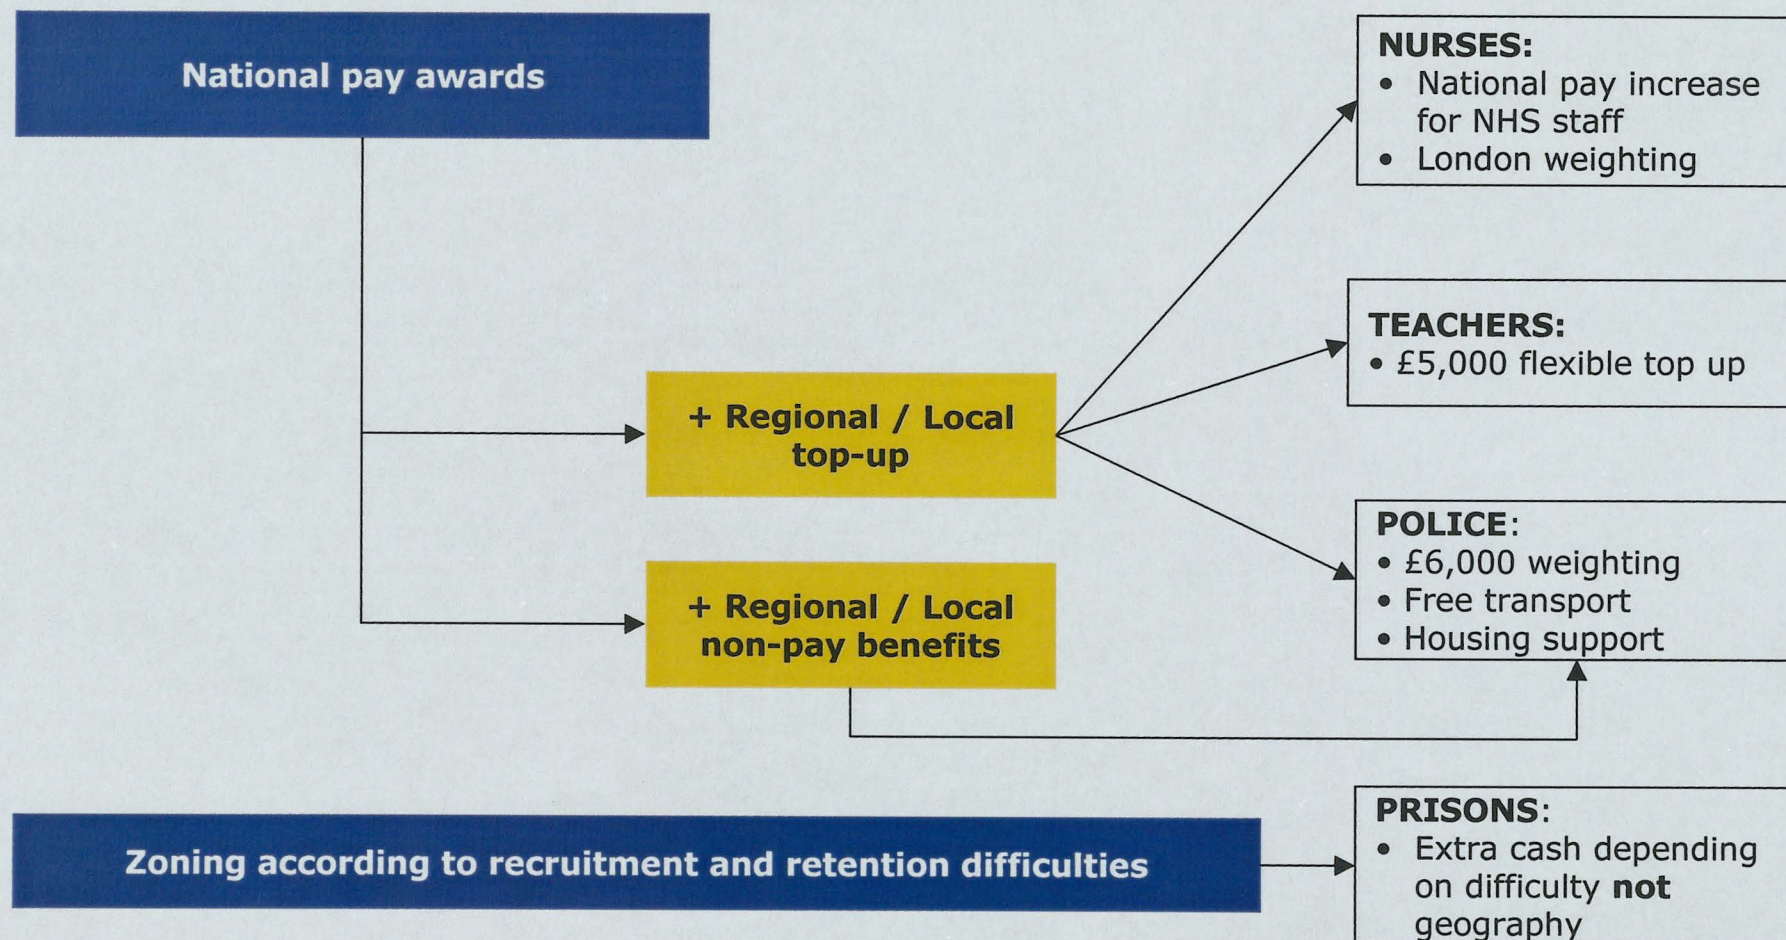 National pay awards
NURSES:
• National pay increase
for NHS staff
• London weighting
TEACHERS:
• £5,000 flexible top up
+ Regional / Local
top-up
POLICE:
• £6,000 weighting
• Free transport
• Housing support
+ Regional / Local
non-pay benefits
Zoning according to recruitment and retention difficulties
PRISONS:
• Extra cash depending
on difficulty not
geography